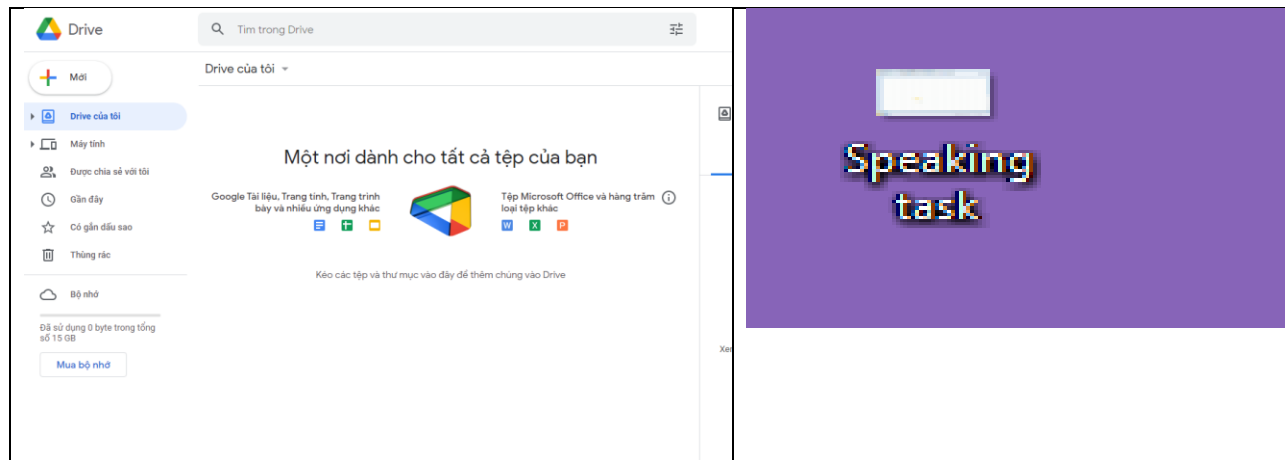 Drive
Tìm trong Drive
Mới
Drive của tôi
Drive của tôi
Máy tính
Được chia sẻ với tôi
Gần đây
Có gắn dấu sao
Thùng rác
Bộ nhớ
Đã sử dụng 0 byte trong tổng
số 15 GB
Mua bộ nhớ
Một nơi dành cho tất cả tệp của bạn
Google Tài liệu, Trang tính, Trang trình
bày và nhiều ứng dụng khác
Tệp Microsoft Office và hàng trăm
loại tệp khác
W X P
Kéo các tệp và thư mục vào đây để thêm chúng vào Drive
Speaking
task